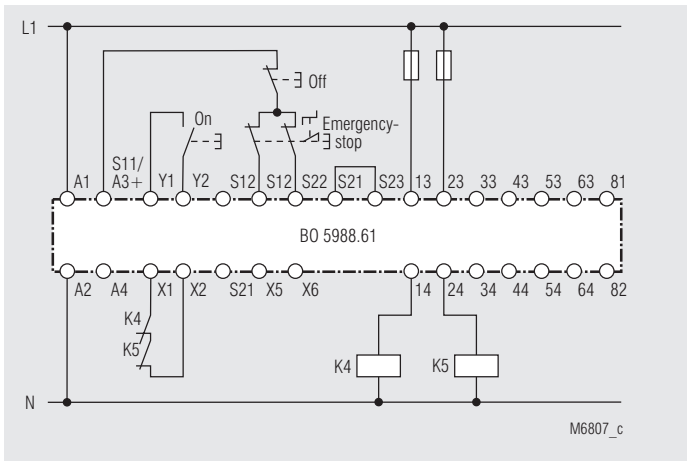 L1
Off
On
Emergency-
stop
S11/
A1 A3+ Y1 Y2 S12 S12 S22 S21 S23 13 23 33 43 53 63 81
BO 5988.61
A2 A4 X1 X2 S21 X5 X6 14 24 34 44 54 64 82
K4
K5
K4 K5
N
M6807_c